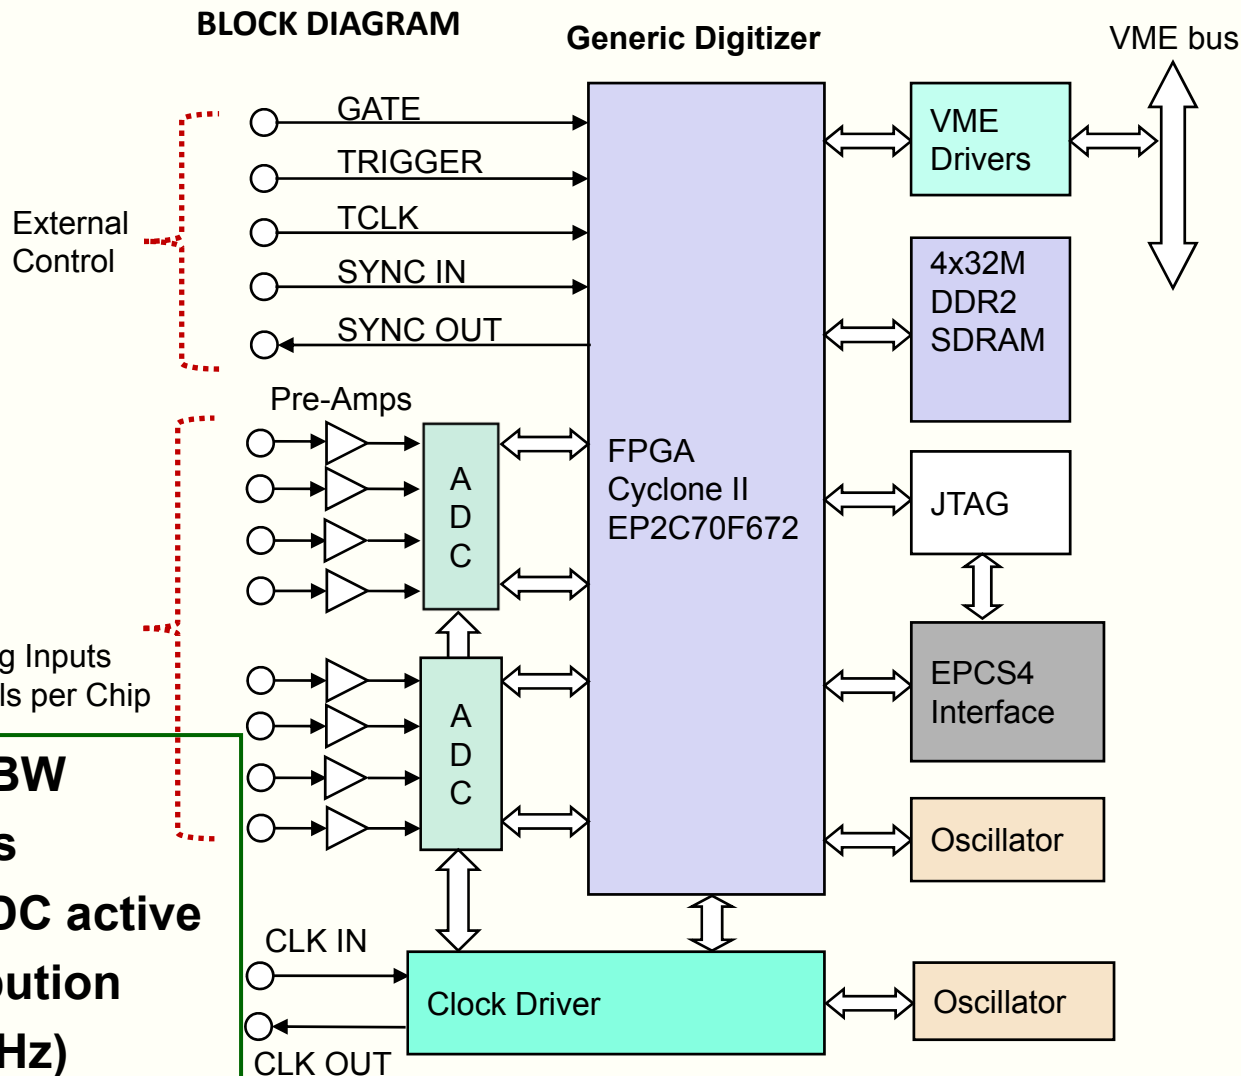 BLOCK DIAGRAM
Generic Digitizer
VME bus
GATE
TRIGGER
TCLK
SYNC IN
SYNC OUT
External
Control
VME
Drivers
4x32M
DDR2
SDRAM
Pre-Amps
A
D
C
FPGA
Cyclone II
EP2C70F672
JTAG
g Inputs
ls per Chip
A
D
C
EPCS4
Interface
BW
s
DC active
bution
Hz)
Oscillator
CLK IN
Clock Driver
Oscillator
CLK OUT